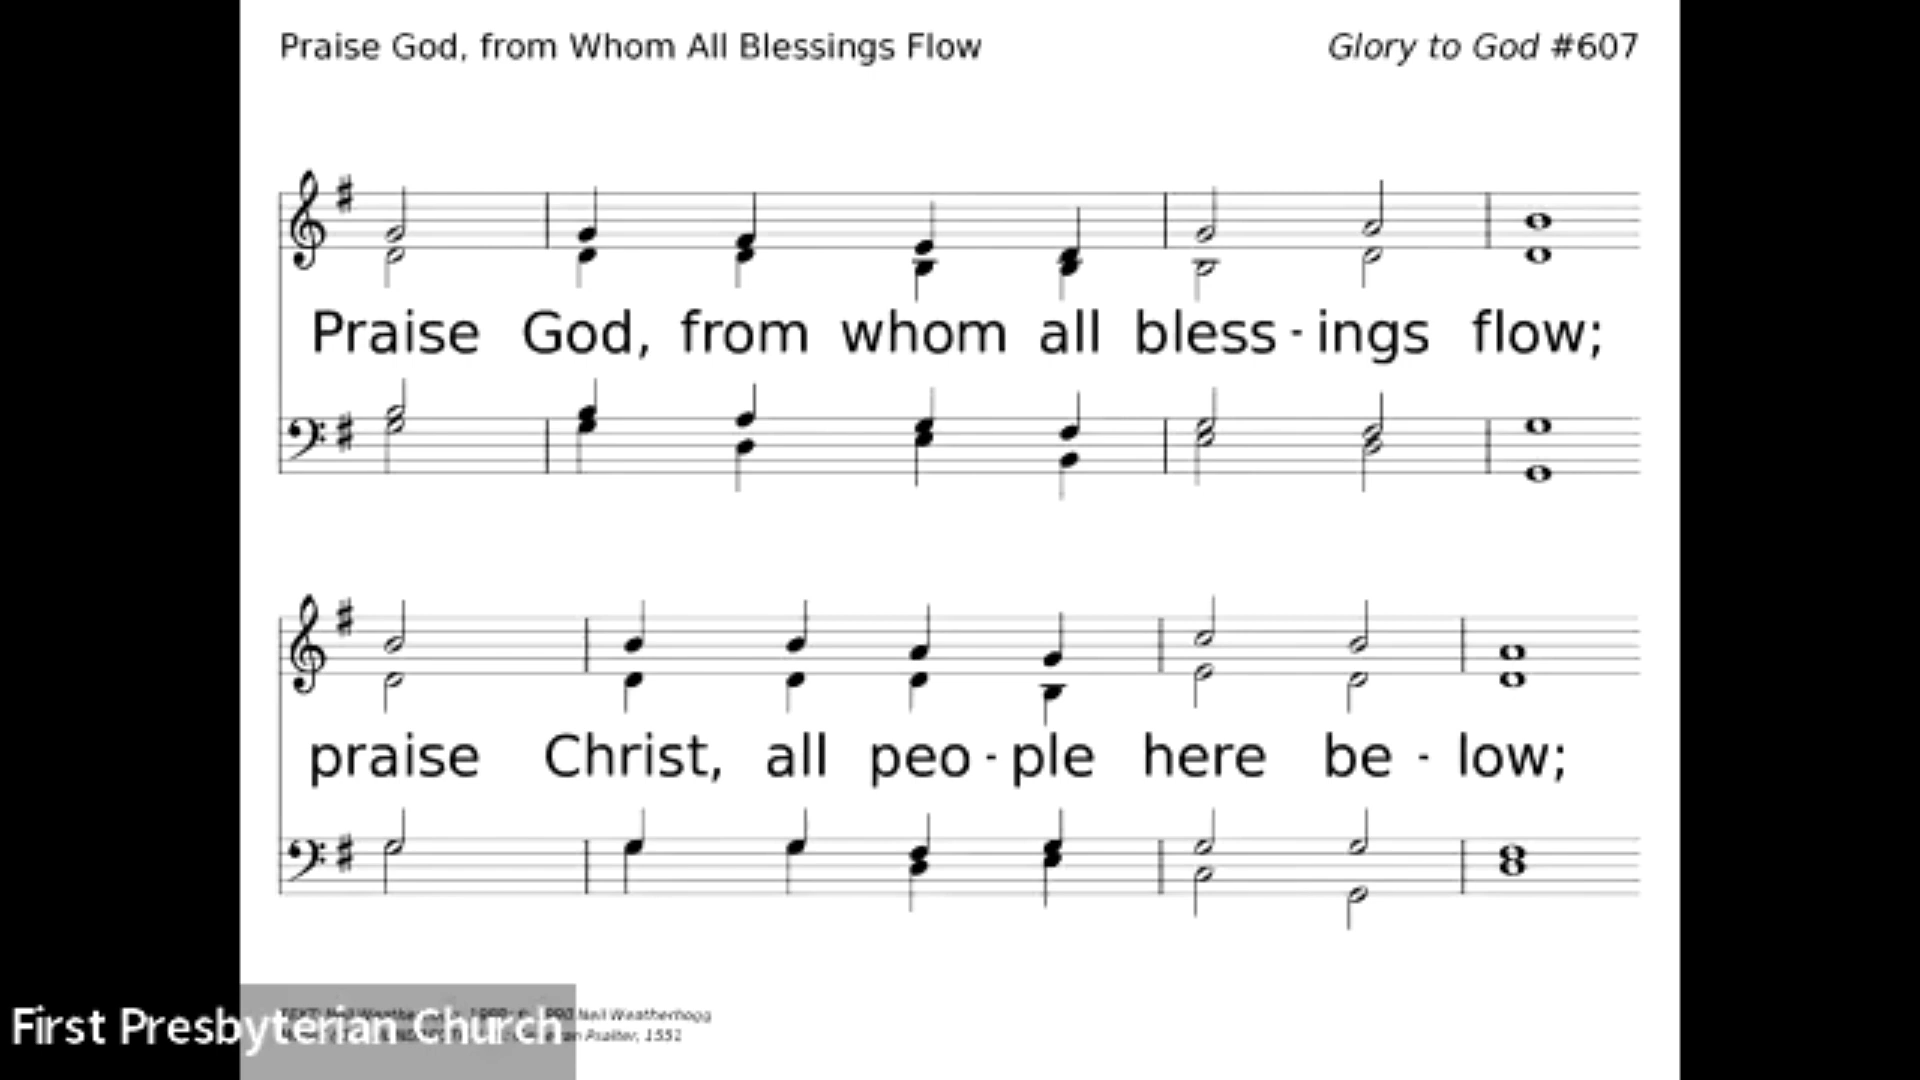 Praise God, from Whom All Blessings Flow
Glory to God #607
Praise God, from whom all bless - ings flow;
praise Christ, all peo - ple here be - low;
Neil Weatherhogg
Psalter, 1551
First Presbyterian Church